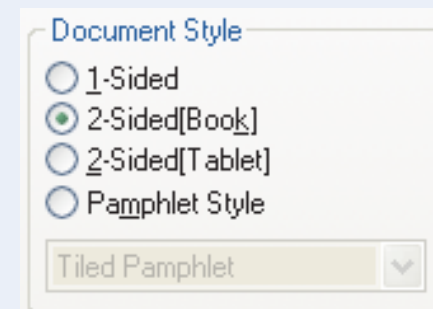 Document Style
1-Sided
2-Sided[Book]
2-Sided[Tablet]
Pamphlet Style
Tiled Pamphlet